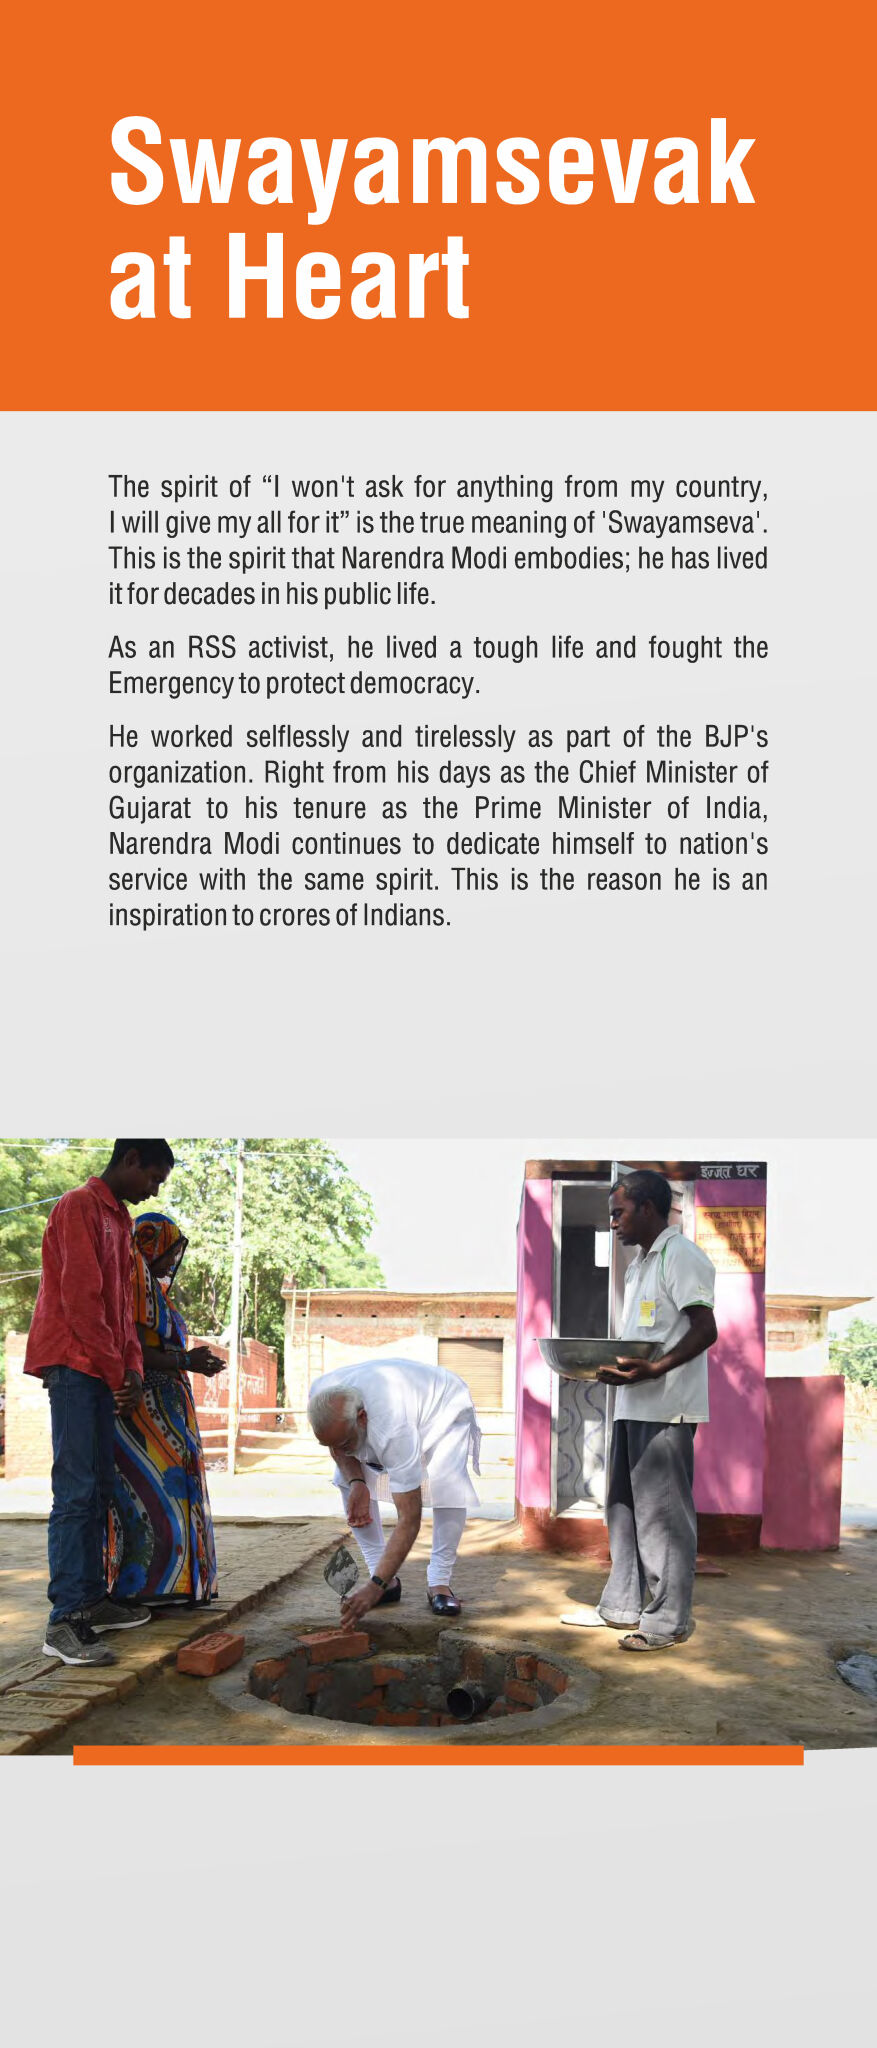 Swayamsevak
at Heart
The spirit of “I won't ask for anything from my country,
I will give my all for it” is the true meaning of 'Swayamseva'.
This is the spirit that Narendra Modi embodies; he has lived
it for decades in his public life.
As an RSS activist, he lived a tough life and fought the
Emergency to protect democracy.
He worked selflessly and tirelessly as part of the BJP's
organization. Right from his days as the Chief Minister of
Gujarat to his tenure as the Prime Minister of India,
Narendra Modi continues to dedicate himself to nation's
service with the same spirit. This is the reason he is an
inspiration to crores of Indians.
इज्जत घर